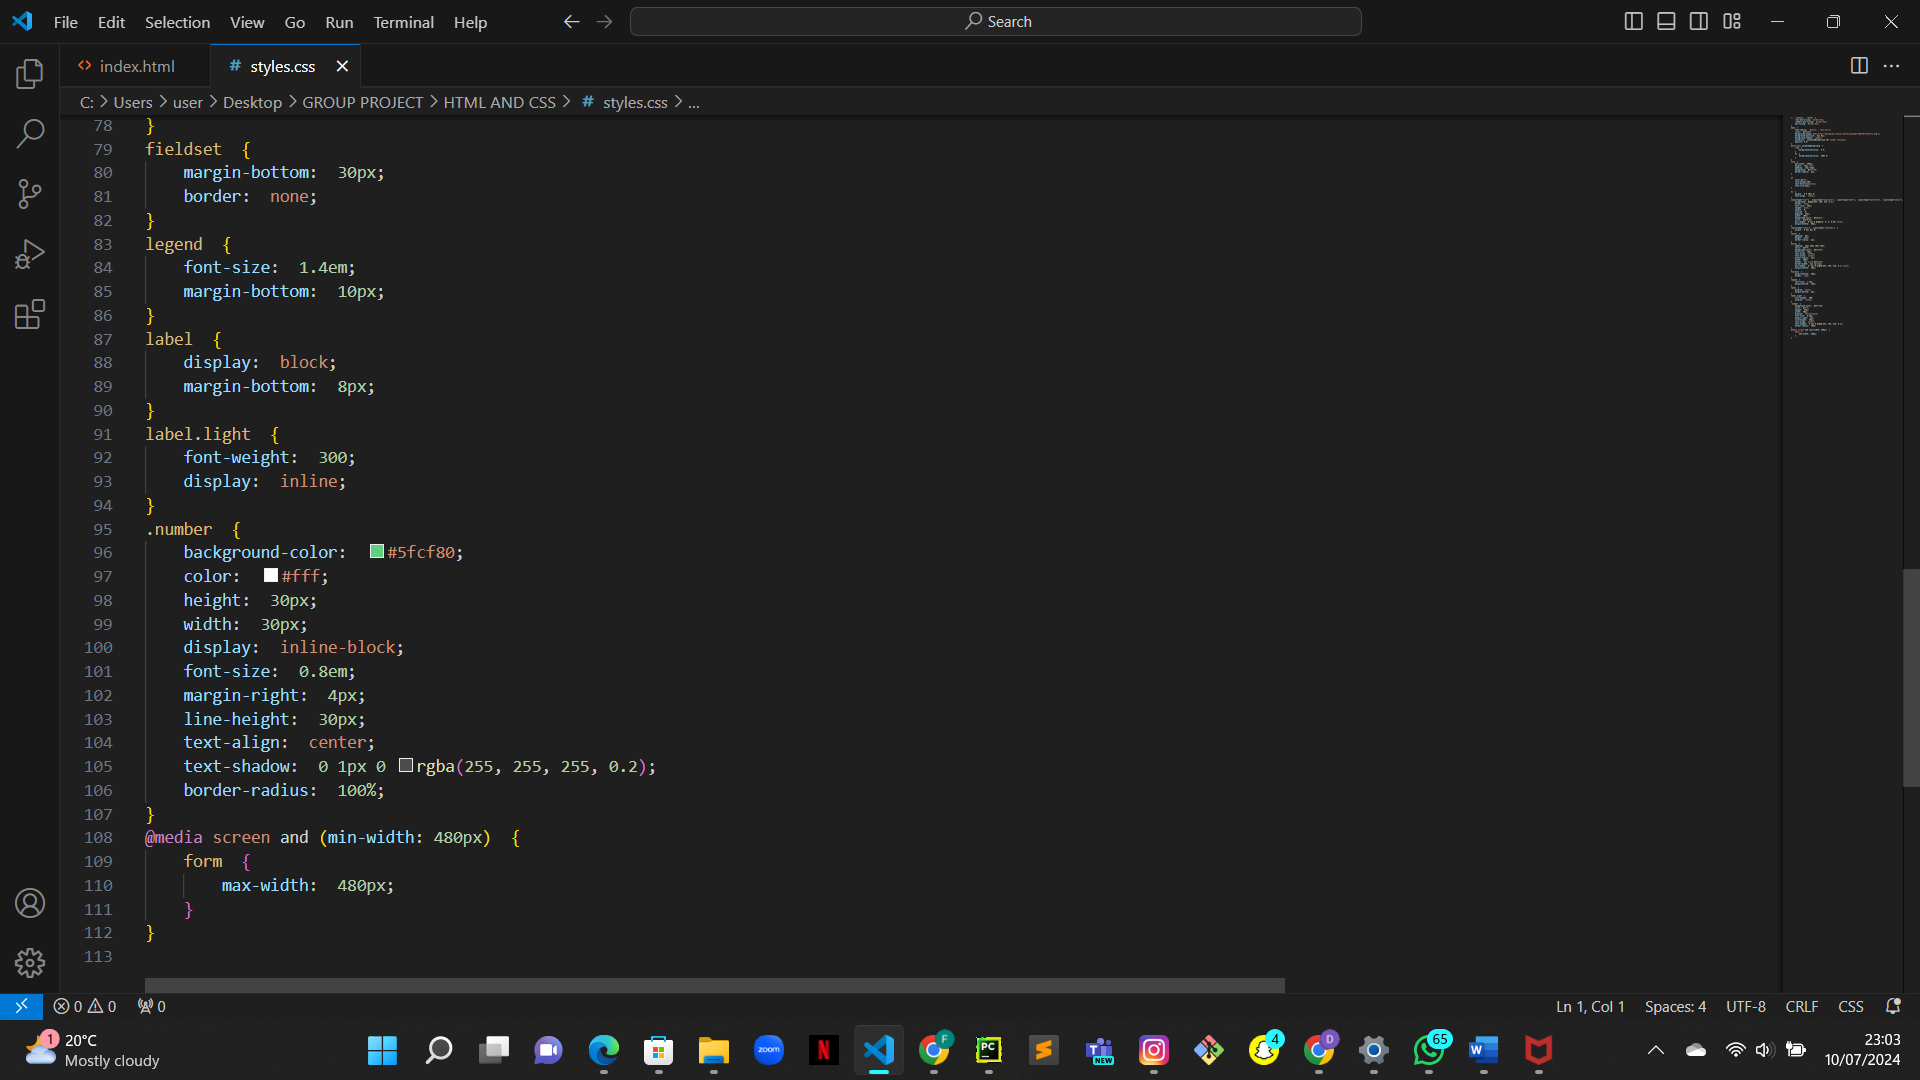 File Edit Selection View Go Run Terminal Help
Search
<> index.html
# styles.css
C: > Users > user > Desktop > GROUP PROJECT > HTML AND CSS > # styles.css > ...
78 }
79 fieldset {
80 margin-bottom: 30px;
81 border: none;
82 }
83 legend {
84 font-size: 1.4em;
85 margin-bottom: 10px;
86 }
87 label {
88 display: block;
89 margin-bottom: 8px;
90 }
91 label.light {
92 font-weight: 300;
93 display: inline;
94 }
95 .number {
96 background-color: #5fcf80;
97 color: #fff;
98 height: 30px;
99 width: 30px;
100 display: inline-block;
101 font-size: 0.8em;
102 margin-right: 4px;
103 line-height: 30px;
104 text-align: center;
105 text-shadow: 0 1px 0 rgba(255, 255, 255, 0.2);
106 border-radius: 100%;
107 }
108 @media screen and (min-width: 480px) {
109 form {
110 max-width: 480px;
111 }
112 }
113
0 0 0
Ln 1, Col 1 Spaces: 4 UTF-8 CRLF CSS
1
20°C
Mostly cloudy
zoom
N
F
PC
T
NEW
4
D
65
W
23:03
10/07/2024